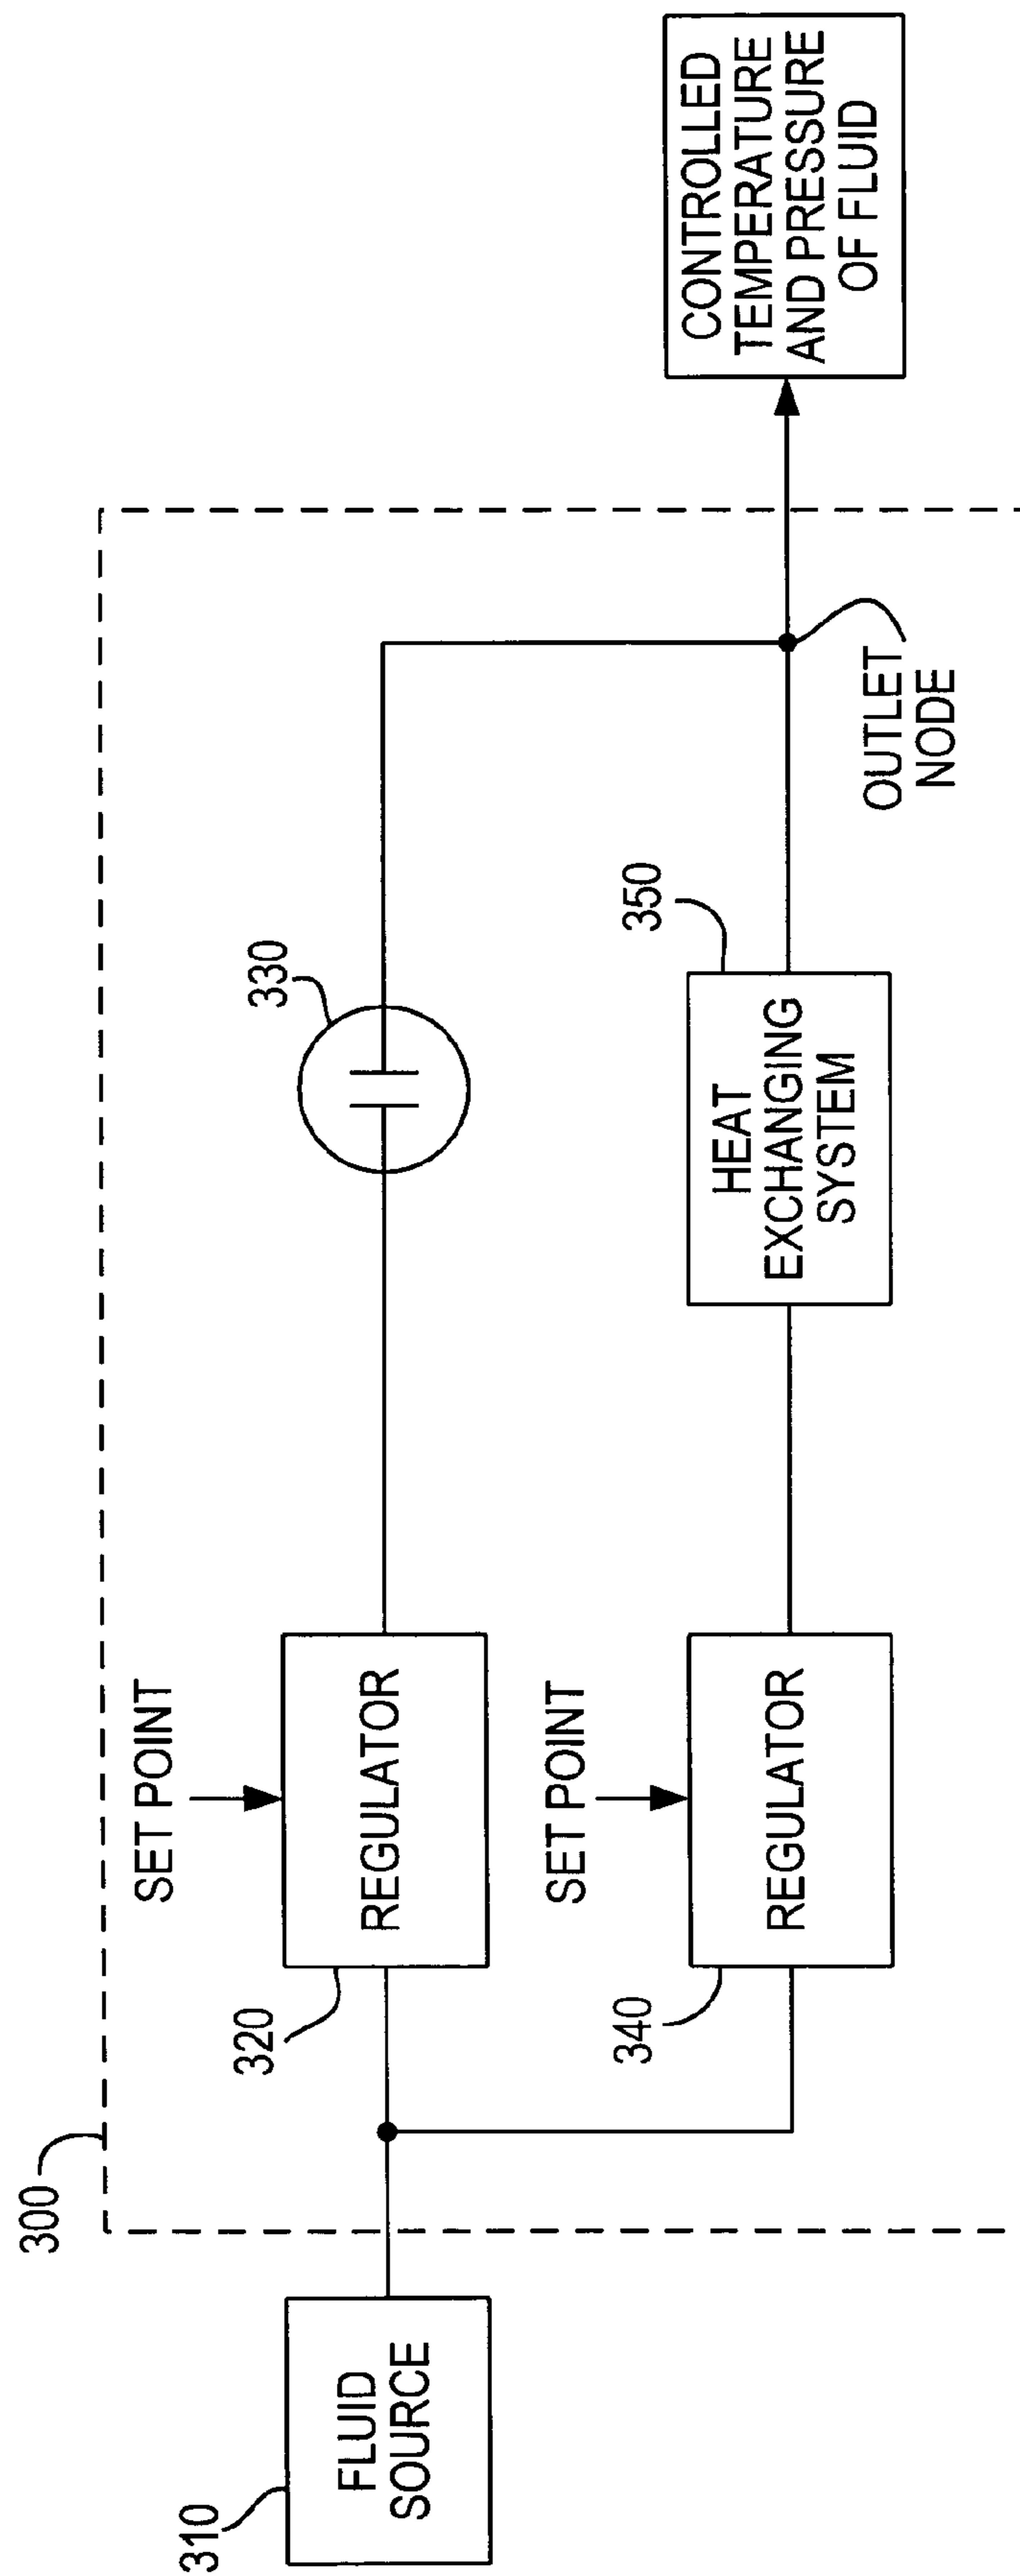 300
310
FLUID
SOURCE
SET POINT
320
REGULATOR
330
SET POINT
340
REGULATOR
350
HEAT
EXCHANGING
SYSTEM
OUTLET
NODE
CONTROLLED
TEMPERATURE
AND PRESSURE
OF FLUID